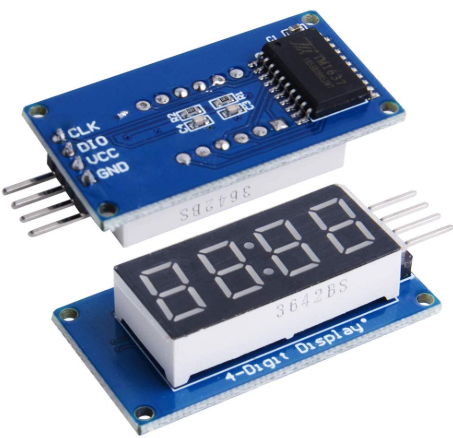 TM1637
CLK
DIO
VCC
GND
3642BS
3642BS
4-Digit Display